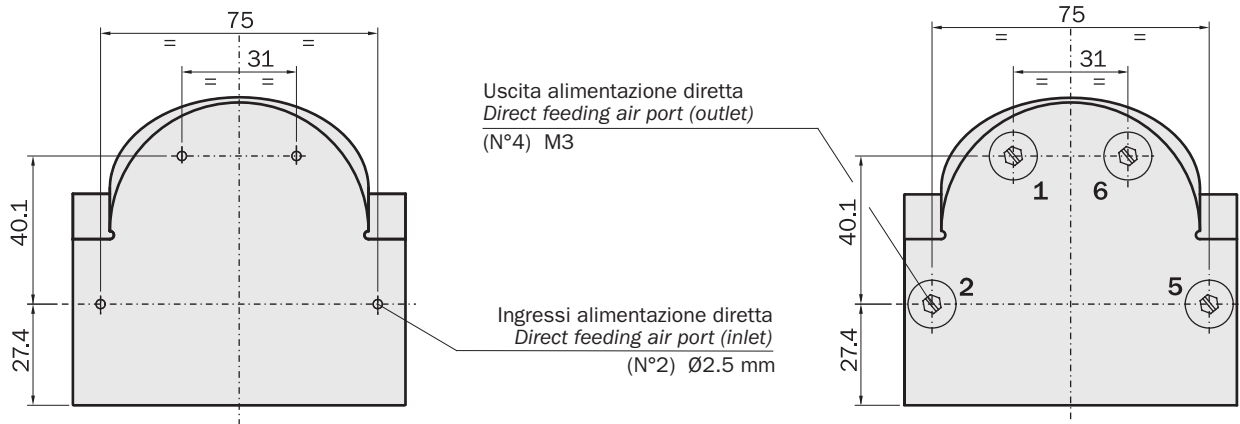 75
= =
31
= =
40.1
27.4
Uscita alimentazione diretta
Direct feeding air port (outlet)
(N°4) M3
Ingressi alimentazione diretta
Direct feeding air port (inlet)
(N°2) Ø2.5 mm
75
= =
31
= =
1 6
40.1
2 5
27.4